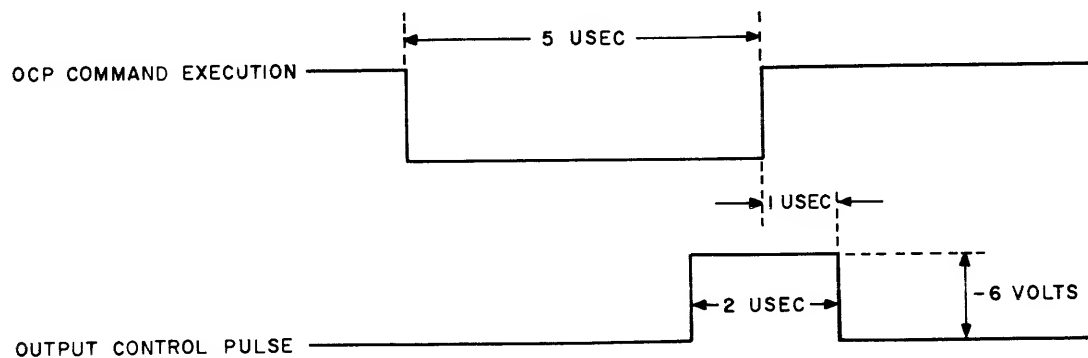 5 USEC
OCP COMMAND EXECUTION
1 USEC
2 USEC
-6 VOLTS
OUTPUT CONTROL PULSE